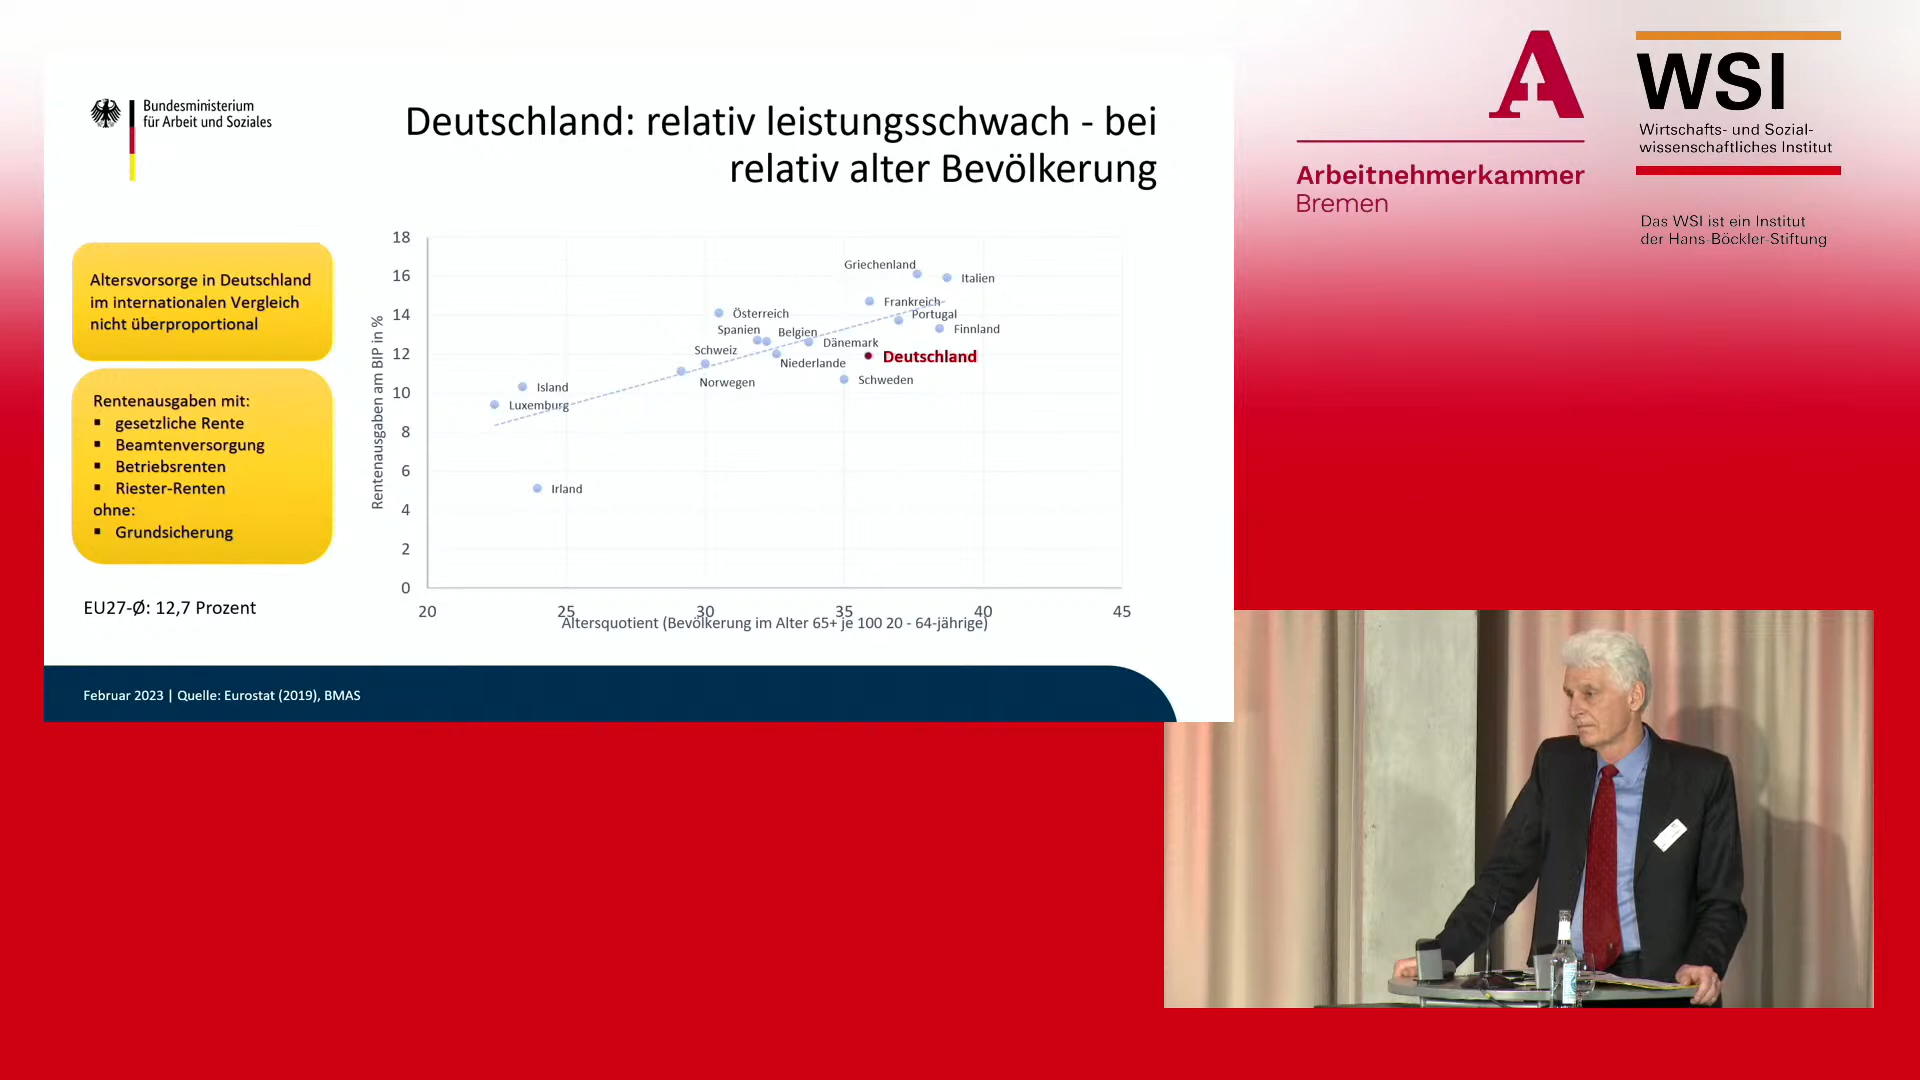 Bundesministerium
für Arbeit und Soziales
Deutschland: relativ leistungsschwach - bei
relativ alter Bevölkerung
Altersvorsorge in Deutschland
im internationalen Vergleich
nicht überproportional
Rentenausgaben mit:
▪ gesetzliche Rente
▪ Beamtenversorgung
▪ Betriebsrenten
▪ Riester-Renten
ohne:
▪ Grundsicherung
EU27-Ø: 12,7 Prozent
Rentenausgaben am BIP in %
18
16
14
12
10
8
6
4
2
0
Griechenland
Italien
Frankreich
Österreich
Portugal
Spanien
Belgien
Finnland
Dänemark
Schweiz
Deutschland
Niederlande
Norwegen
Schweden
Island
Luxemburg
Irland
20 25 30 35 40 45
Altersquotient (Bevölkerung im Alter 65+ je 100 20 - 64-jährige)
Februar 2023 | Quelle: Eurostat (2019), BMAS
A
Arbeitnehmerkammer
Bremen
WSI
Wirtschafts- und Sozial-
wissenschaftliches Institut
Das WSI ist ein Institut
der Hans-Böckler-Stiftung